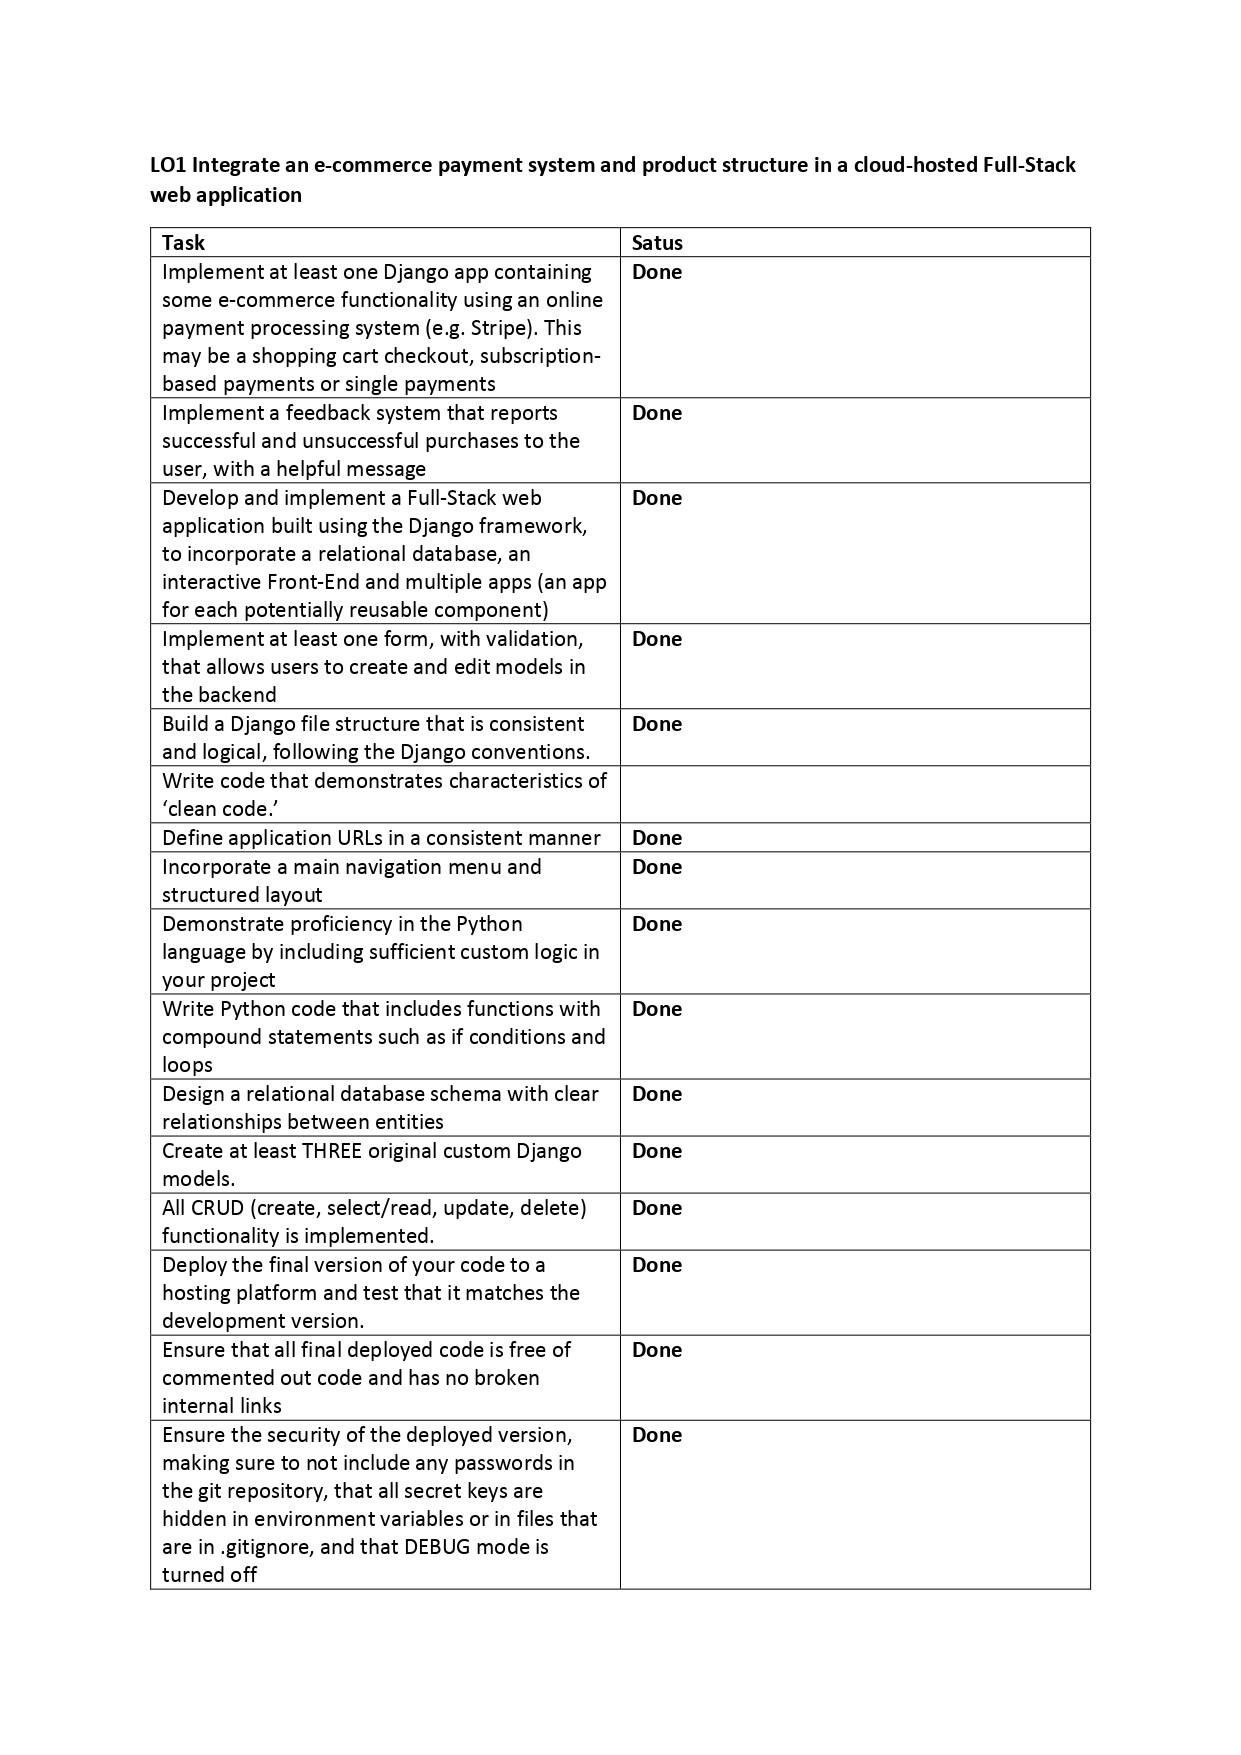 LO1 Integrate an e-commerce payment system and product structure in a cloud-hosted Full-Stack
web application
Task Satus
Implement at least one Django app containing Done
some e-commerce functionality using an online
payment processing system (e.g. Stripe). This
may be a shopping cart checkout, subscription-
based payments or single payments
Implement a feedback system that reports Done
successful and unsuccessful purchases to the
user, with a helpful message
Develop and implement a Full-Stack web Done
application built using the Django framework,
to incorporate a relational database, an
interactive Front-End and multiple apps (an app
for each potentially reusable component)
Implement at least one form, with validation, Done
that allows users to create and edit models in
the backend
Build a Django file structure that is consistent Done
and logical, following the Django conventions.
Write code that demonstrates characteristics of
‘clean code.’
Define application URLs in a consistent manner Done
Incorporate a main navigation menu and Done
structured layout
Demonstrate proficiency in the Python Done
language by including sufficient custom logic in
your project
Write Python code that includes functions with Done
compound statements such as if conditions and
loops
Design a relational database schema with clear Done
relationships between entities
Create at least THREE original custom Django Done
models.
All CRUD (create, select/read, update, delete) Done
functionality is implemented.
Deploy the final version of your code to a Done
hosting platform and test that it matches the
development version.
Ensure that all final deployed code is free of Done
commented out code and has no broken
internal links
Ensure the security of the deployed version, Done
making sure to not include any passwords in
the git repository, that all secret keys are
hidden in environment variables or in files that
are in .gitignore, and that DEBUG mode is
turned off